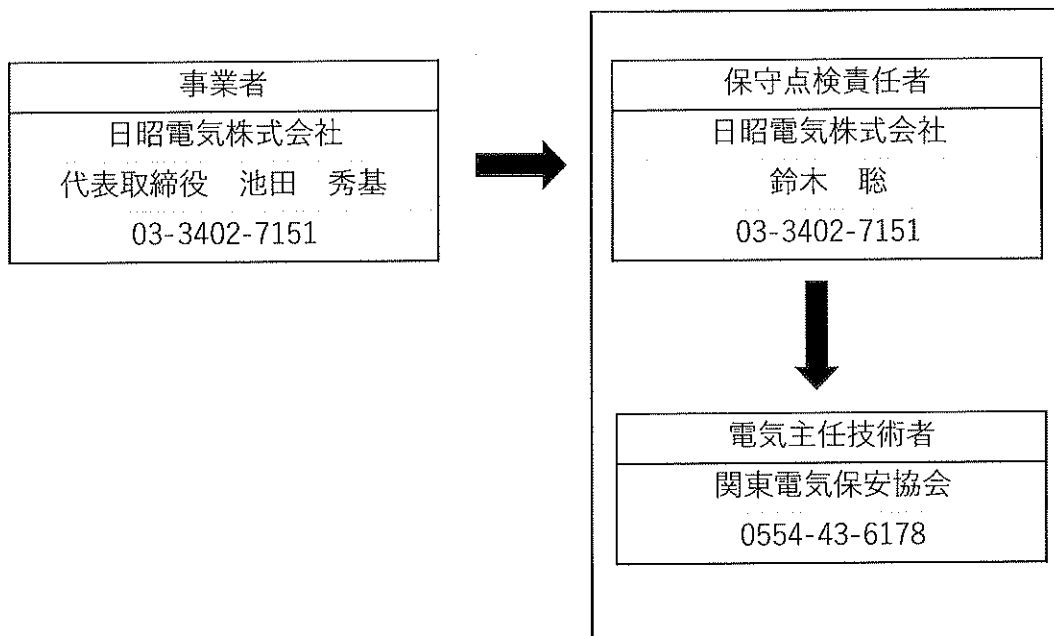 事業者
日昭電気株式会社
代表取締役　池田　秀基
03-3402-7151
保守点検責任者
日昭電気株式会社
鈴木　聡
03-3402-7151
電気主任技術者
関東電気保安協会
0554-43-6178